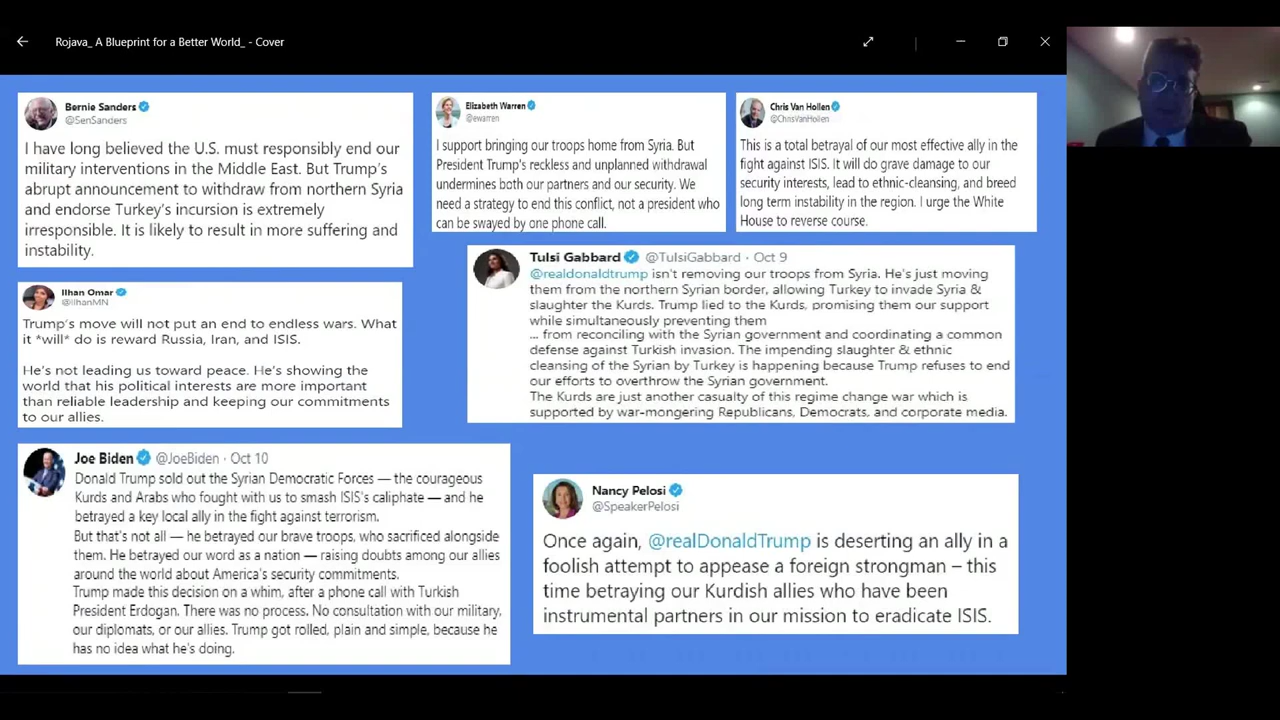 Rojava_ A Blueprint for a Better World_ - Cover
Bernie Sanders
@SenSanders
I have long believed the U.S. must responsibly end our
military interventions in the Middle East. But Trump's
abrupt announcement to withdraw from northern Syria
and endorse Turkey's incursion is extremely
irresponsible. It is likely to result in more suffering and
instability.
Elizabeth Warren
@ewarren
I support bringing our troops home from Syria. But
President Trump's reckless and unplanned withdrawal
undermines both our partners and our security. We
need a strategy to end this conflict, not a president who
can be swayed by one phone call.
Chris Van Hollen
@ChrisVanHollen
This is a total betrayal of our most effective ally in the
fight against ISIS. It will do grave damage to our
security interests, lead to ethnic-cleansing, and breed
long term instability in the region. I urge the White
House to reverse course.
Tulsi Gabbard @TulsiGabbard · Oct 9
@realdonaldtrump isn't removing our troops from Syria. He's just moving
them from the northern Syrian border, allowing Turkey to invade Syria &
slaughter the Kurds. Trump lied to the Kurds, promising them our support
while simultaneously preventing them
... from reconciling with the Syrian government and coordinating a common
defense against Turkish invasion. The impending slaughter & ethnic
cleansing of the Syrian by Turkey is happening because Trump refuses to end
our efforts to overthrow the Syrian government.
The Kurds are just another casualty of this regime change war which is
supported by war-mongering Republicans, Democrats, and corporate media.
Ilhan Omar
@IlhanMN
Trump's move will not put an end to endless wars. What
it *will* do is reward Russia, Iran, and ISIS.
He's not leading us toward peace. He's showing the
world that his political interests are more important
than reliable leadership and keeping our commitments
to our allies.
Joe Biden @JoeBiden · Oct 10
Donald Trump sold out the Syrian Democratic Forces — the courageous
Kurds and Arabs who fought with us to smash ISIS's caliphate — and he
betrayed a key local ally in the fight against terrorism.
But that's not all — he betrayed our brave troops, who sacrificed alongside
them. He betrayed our word as a nation — raising doubts among our allies
around the world about America's security commitments.
Trump made this decision on a whim, after a phone call with Turkish
President Erdogan. There was no process. No consultation with our military,
our diplomats, or our allies. Trump got rolled, plain and simple, because he
has no idea what he's doing.
Nancy Pelosi
@SpeakerPelosi
Once again, @realDonaldTrump is deserting an ally in a
foolish attempt to appease a foreign strongman – this
time betraying our Kurdish allies who have been
instrumental partners in our mission to eradicate ISIS.